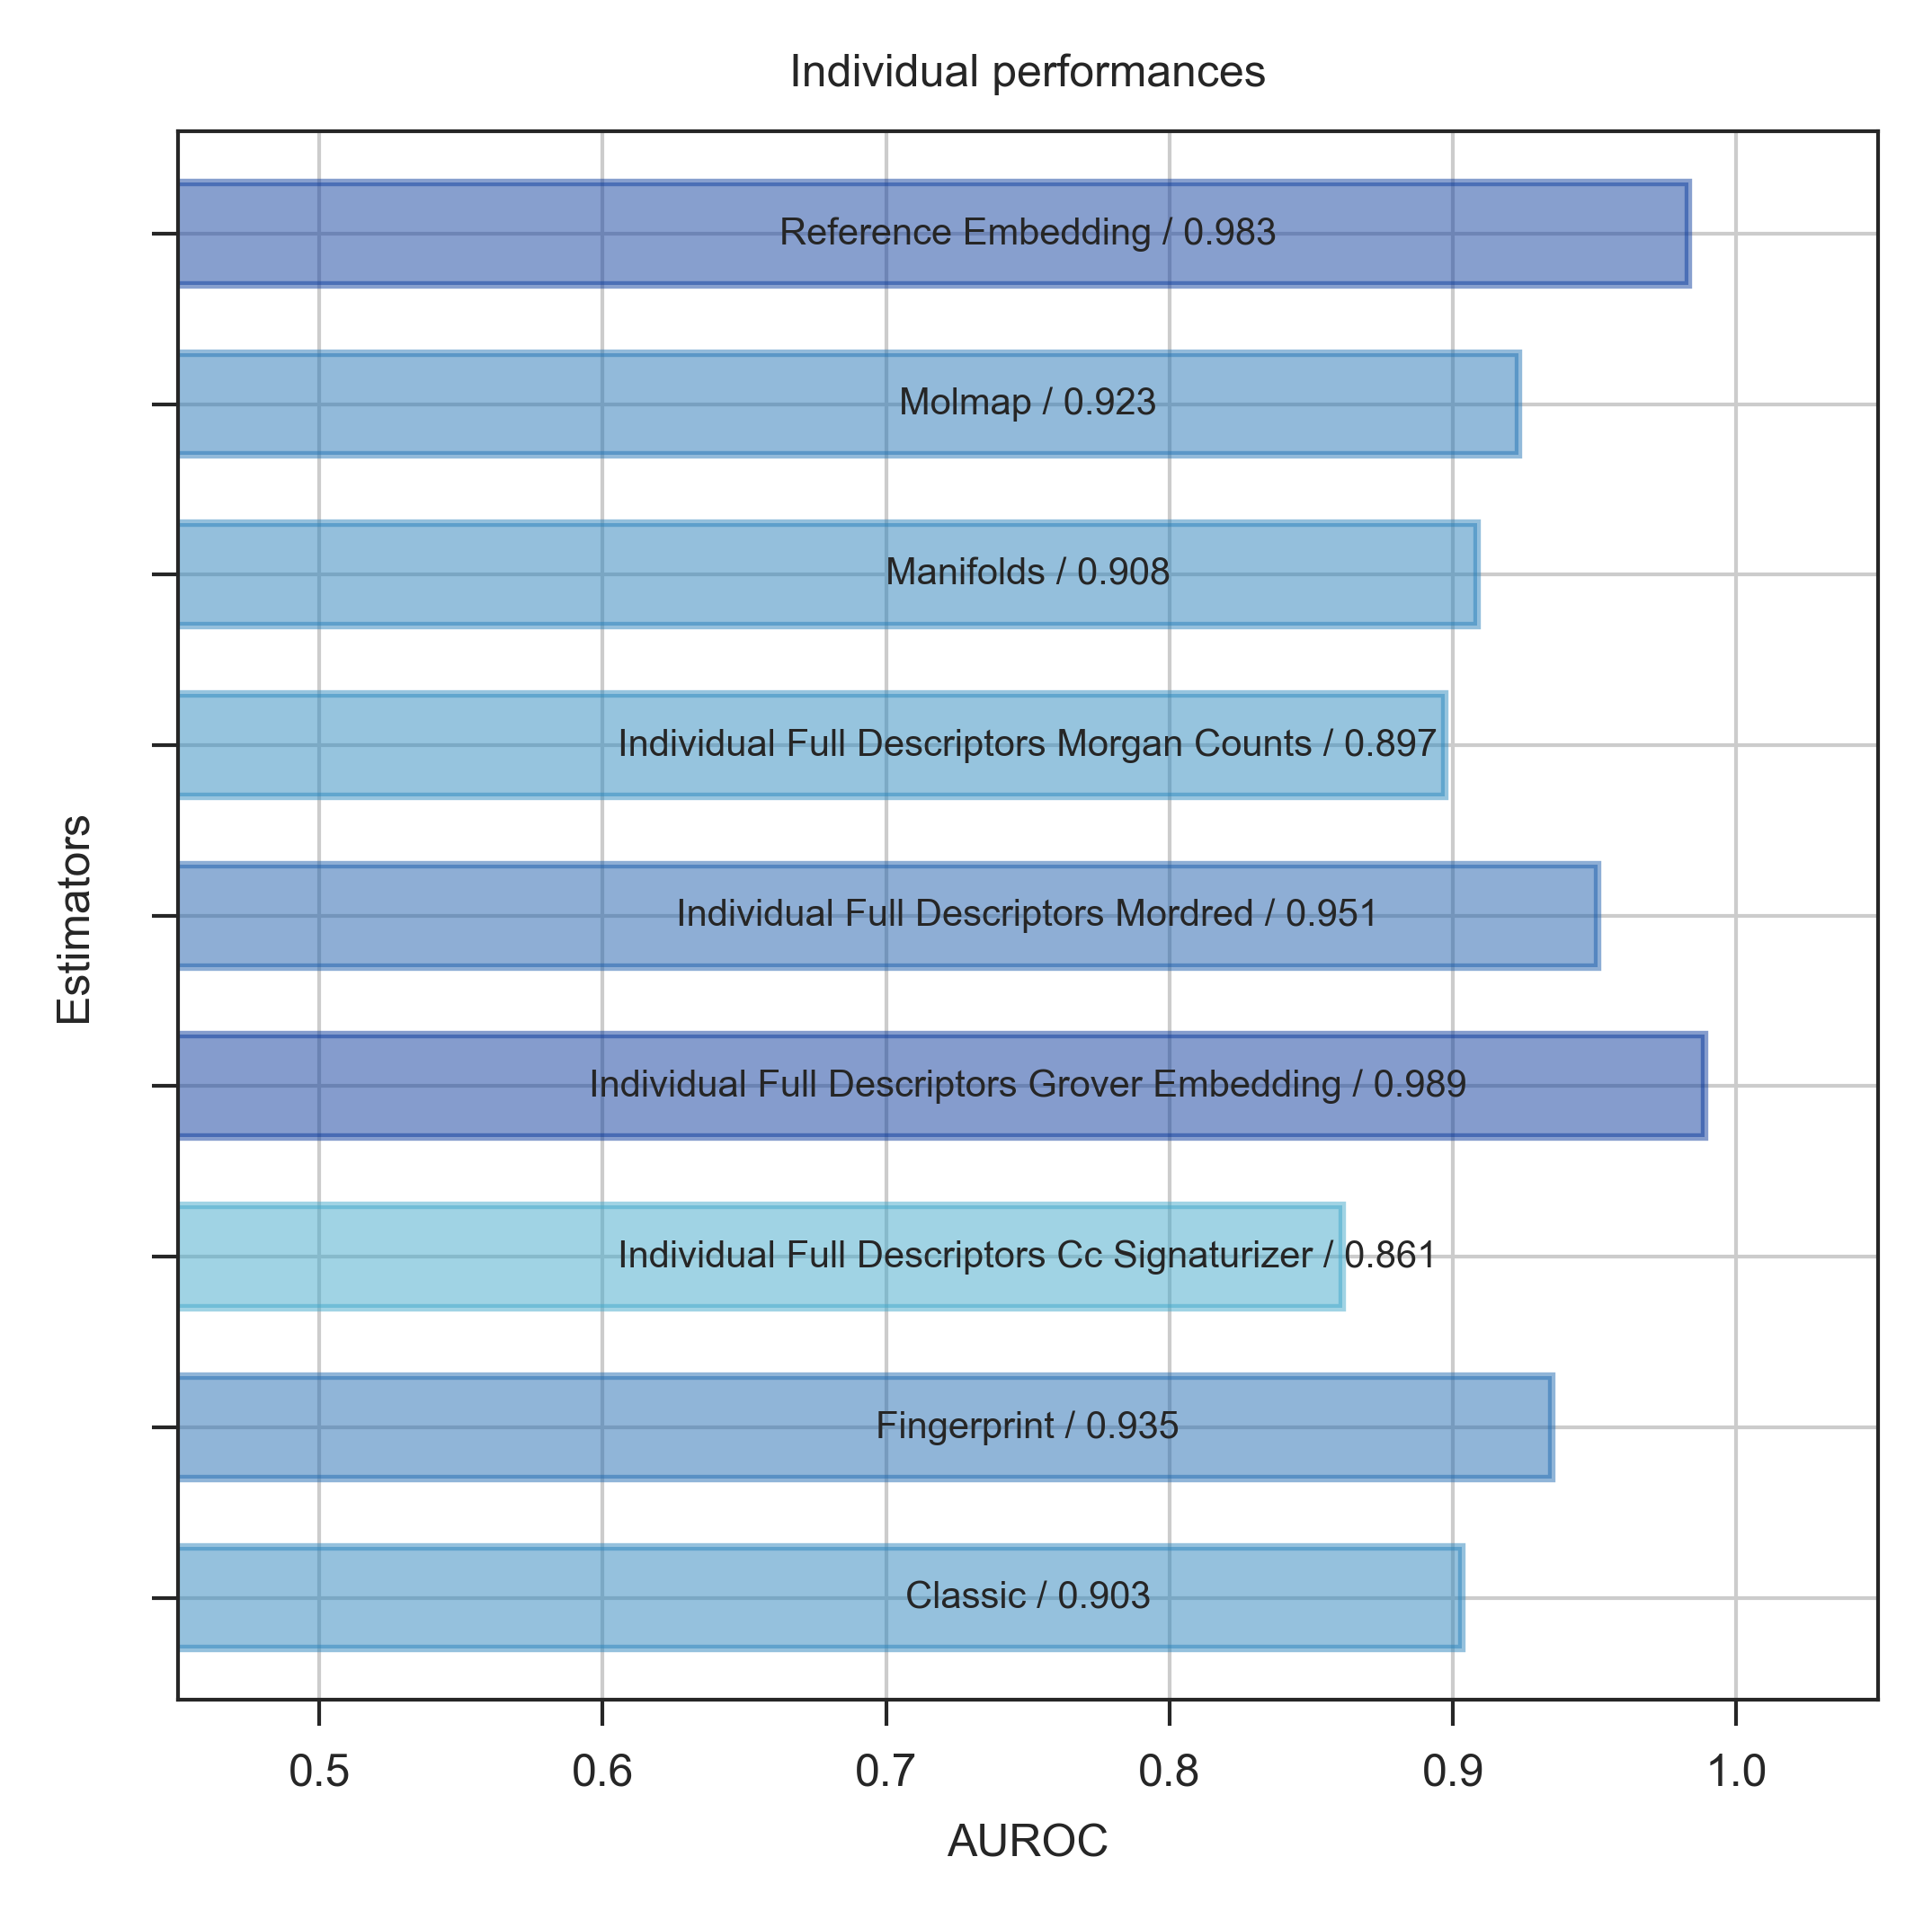 Individual performances
Reference Embedding / 0.983
Molmap / 0.923
Manifolds / 0.908
Individual Full Descriptors Morgan Counts / 0.897
Individual Full Descriptors Mordred / 0.951
Individual Full Descriptors Grover Embedding / 0.989
Individual Full Descriptors Cc Signaturizer / 0.861
Fingerprint / 0.935
Classic / 0.903
Estimators
0.5 0.6 0.7 0.8 0.9 1.0
AUROC